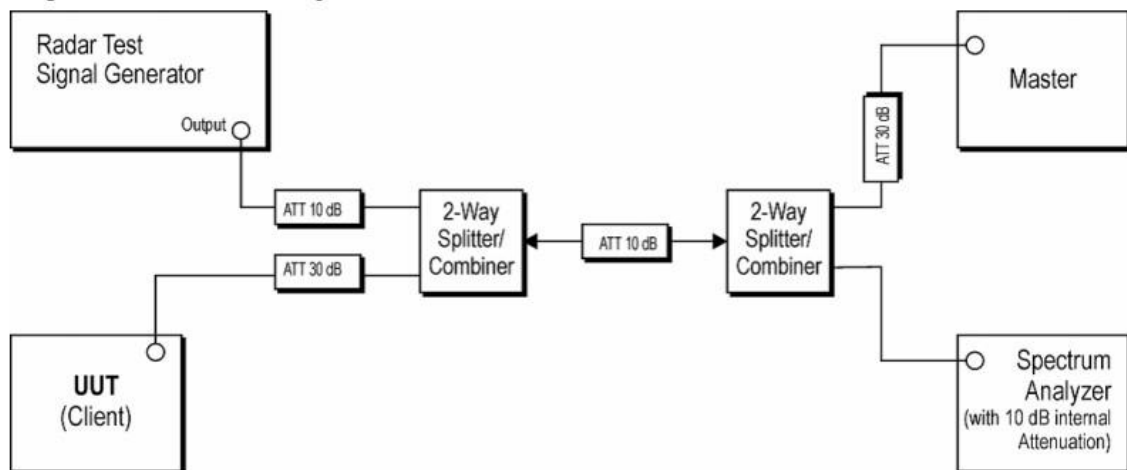 Radar Test
Signal Generator
Output
ATT 10 dB
ATT 30 dB
UUT
(Client)
2-Way
Splitter/
Combiner
ATT 10 dB
2-Way
Splitter/
Combiner
ATT 30 dB
Master
Spectrum
Analyzer
(with 10 dB internal
Attenuation)